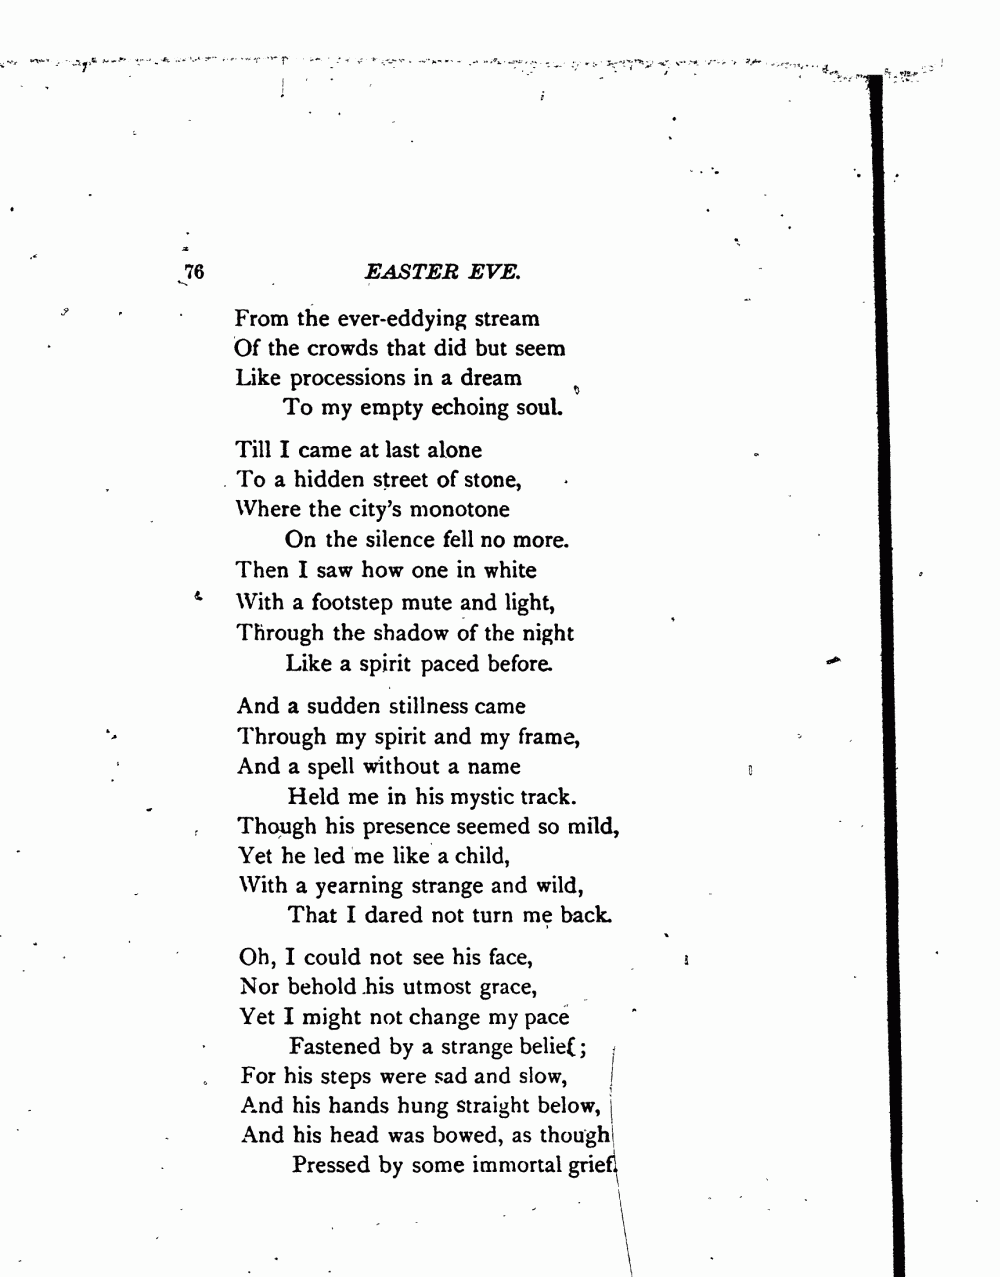 76 EASTER EVE.
From the ever-eddying stream
Of the crowds that did but seem
Like processions in a dream
To my empty echoing soul.
Till I came at last alone
To a hidden street of stone,
Where the city's monotone
On the silence fell no more.
Then I saw how one in white
With a footstep mute and light,
Through the shadow of the night
Like a spirit paced before.
And a sudden stillness came
Through my spirit and my frame,
And a spell without a name
Held me in his mystic track.
Though his presence seemed so mild,
Yet he led me like a child,
With a yearning strange and wild,
That I dared not turn me back.
Oh, I could not see his face,
Nor behold his utmost grace,
Yet I might not change my pace
Fastened by a strange belief;
For his steps were sad and slow,
And his hands hung straight below,
And his head was bowed, as though
Pressed by some immortal grief.